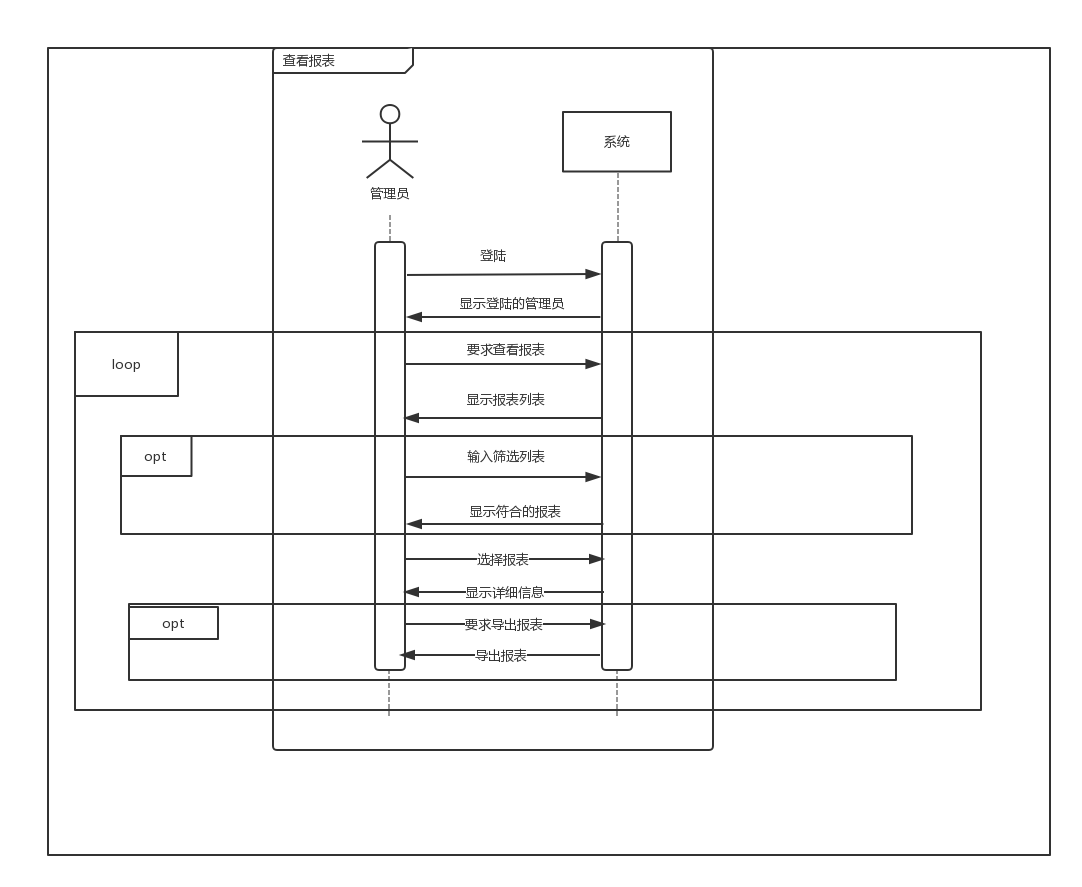 查看报表
系统
管理员
登陆
显示登陆的管理员
loop
要求查看报表
显示报表列表
opt
输入筛选列表
显示符合的报表
选择报表
显示详细信息
opt
要求导出报表
导出报表